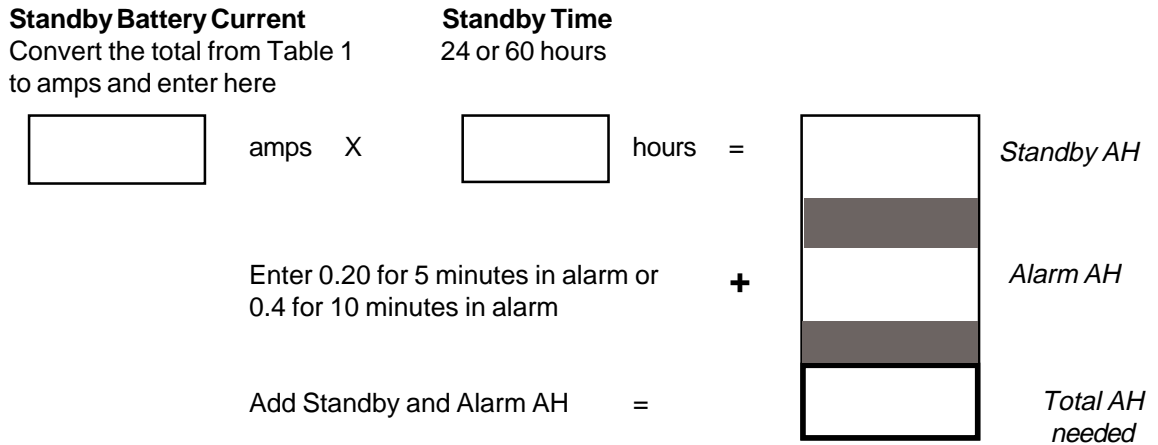 Standby Battery Current Standby Time
Convert the total from Table 1 24 or 60 hours
to amps and enter here
amps X hours = Standby AH
Enter 0.20 for 5 minutes in alarm or + Alarm AH
0.4 for 10 minutes in alarm
Add Standby and Alarm AH = Total AH
needed